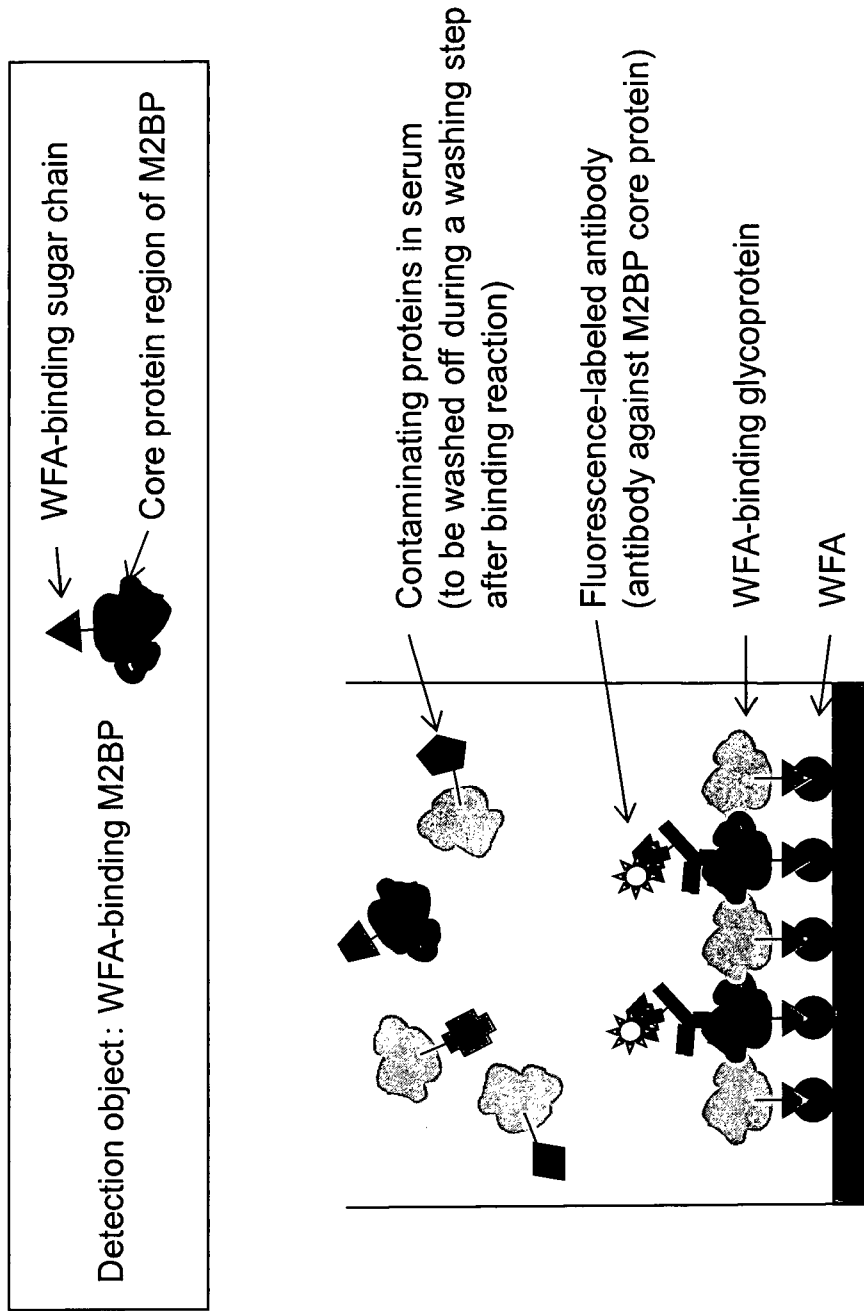 Detection object: WFA-binding M2BP
WFA-binding sugar chain
Core protein region of M2BP
Contaminating proteins in serum
(to be washed off during a washing step
after binding reaction)
Fluorescence-labeled antibody
(antibody against M2BP core protein)
WFA-binding glycoprotein
WFA